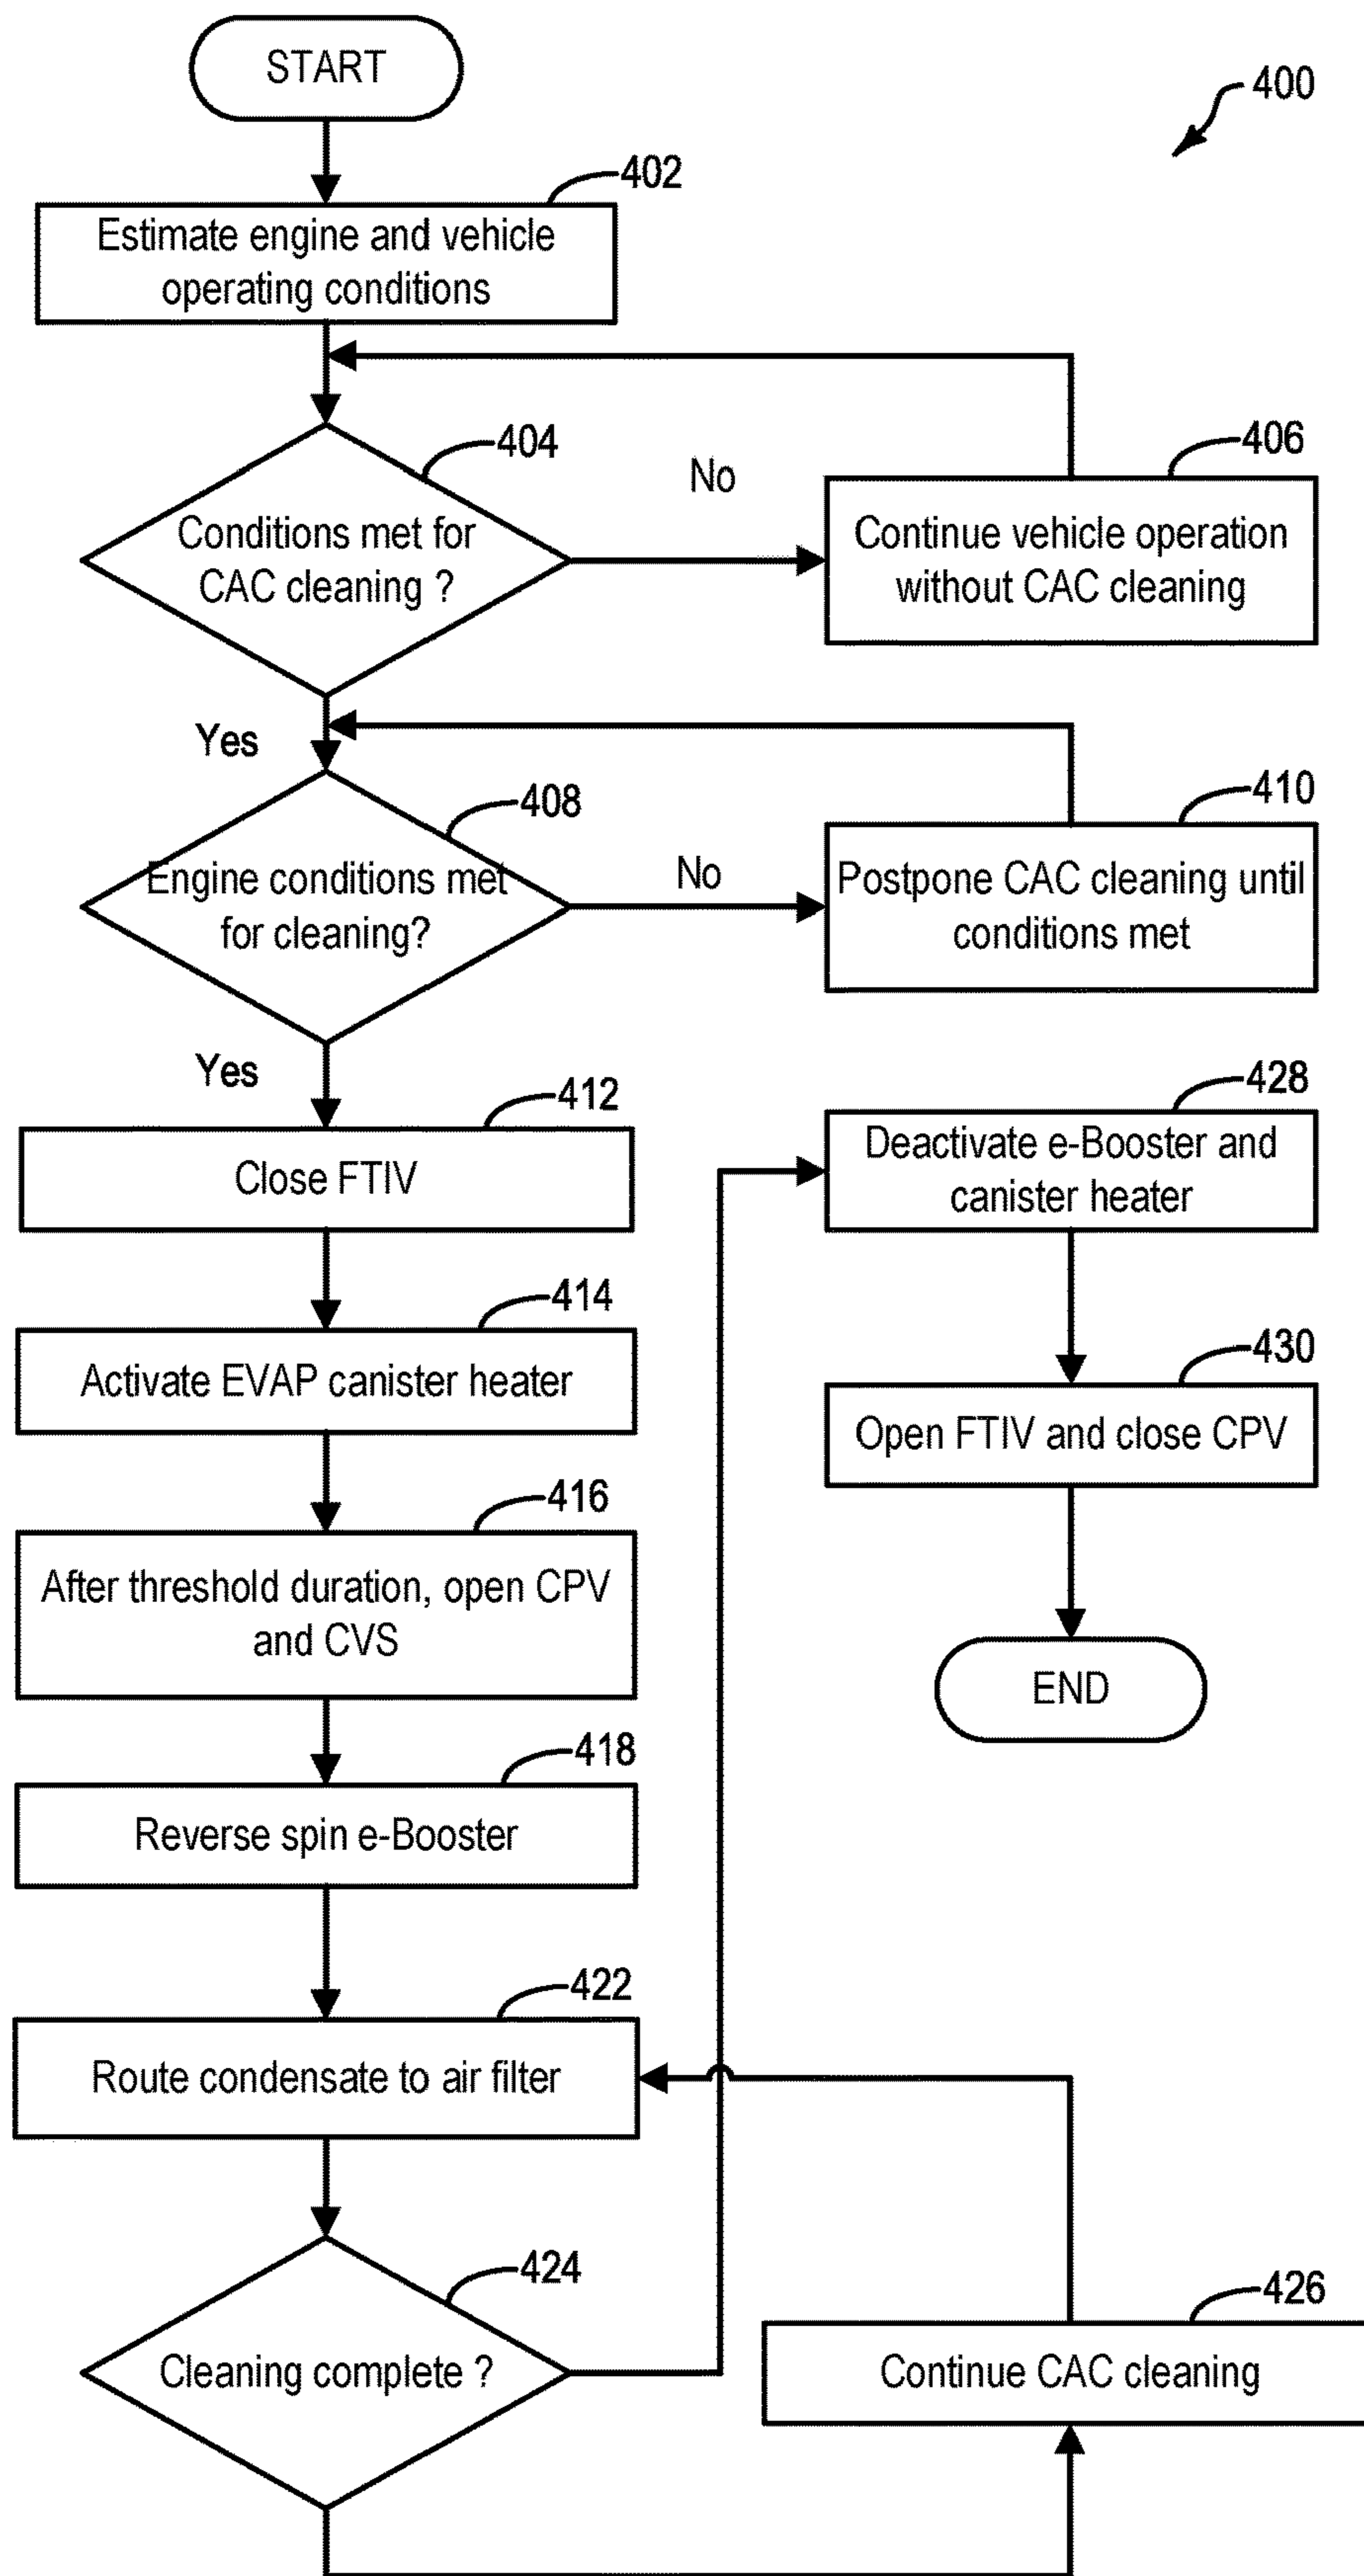 START
400
402
Estimate engine and vehicle
operating conditions
404
Conditions met for
CAC cleaning ?
No
406
Continue vehicle operation
without CAC cleaning
Yes
408
Engine conditions met
for cleaning?
No
410
Postpone CAC cleaning until
conditions met
Yes
412
Close FTIV
414
Activate EVAP canister heater
416
After threshold duration, open CPV
and CVS
418
Reverse spin e-Booster
422
Route condensate to air filter
424
Cleaning complete ?
426
Continue CAC cleaning
428
Deactivate e-Booster and
canister heater
430
Open FTIV and close CPV
END